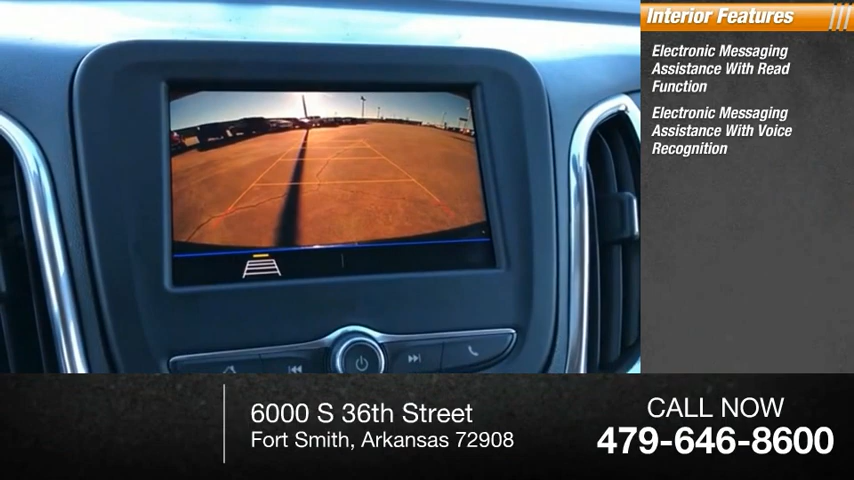 Interior Features
Electronic Messaging
Assistance With Read
Function
Electronic Messaging
Assistance With Voice
Recognition
6000 S 36th Street
Fort Smith, Arkansas 72908
CALL NOW
479-646-8600